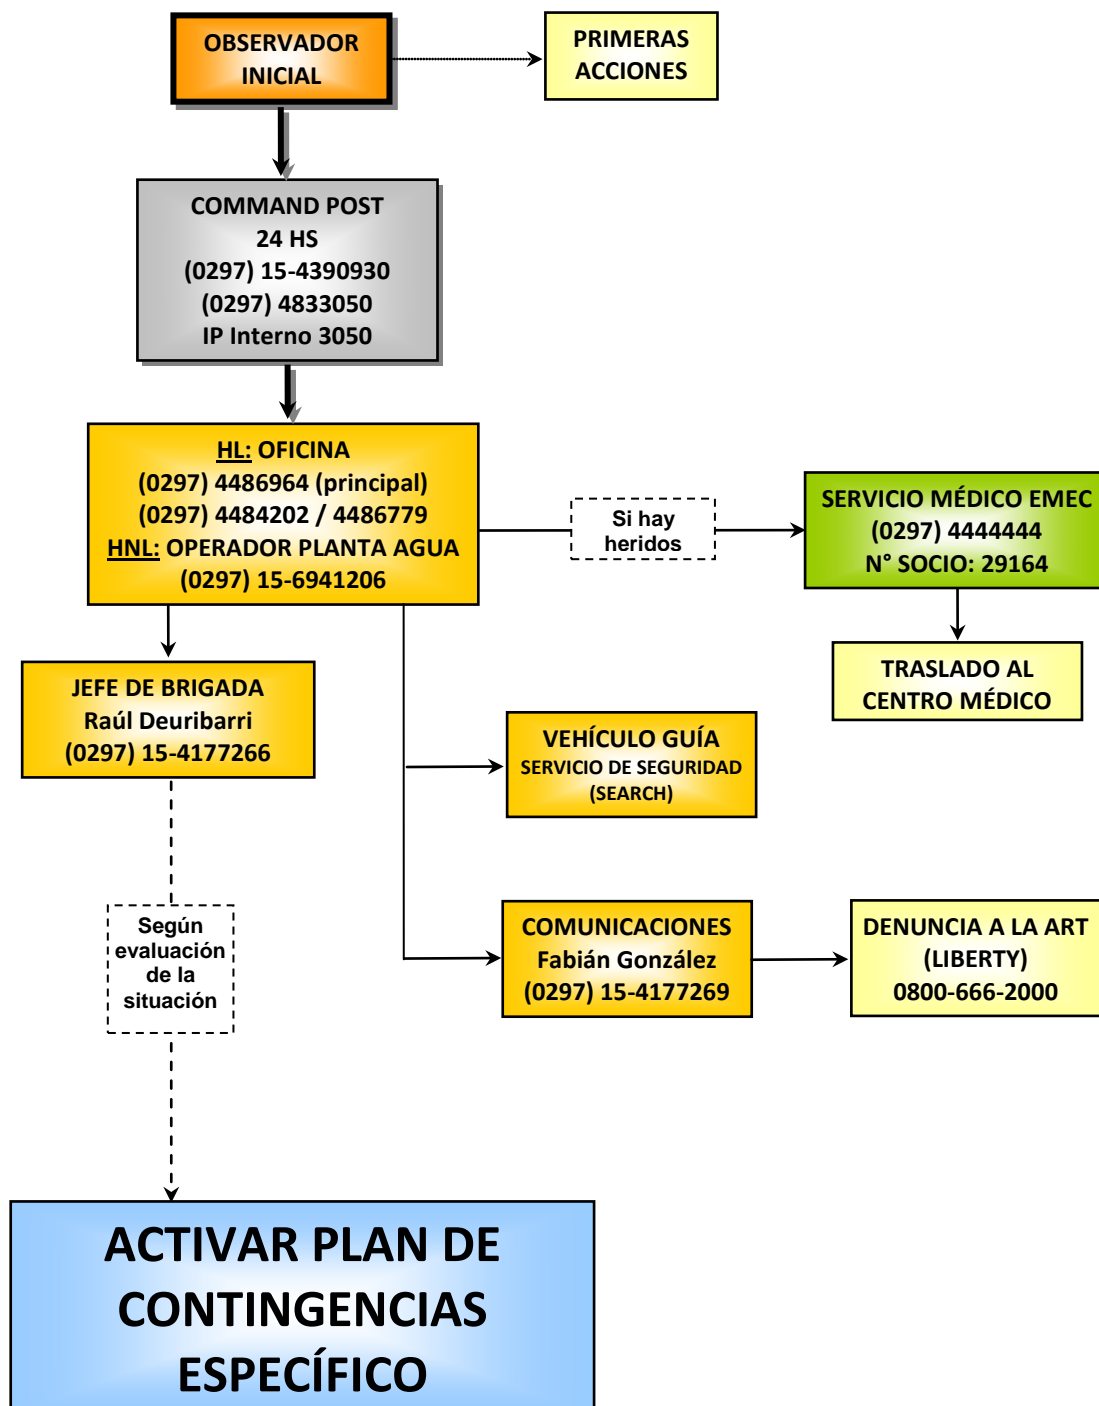 OBSERVADOR
INICIAL
PRIMERAS
ACCIONES
COMMAND POST
24 HS
(0297) 15-4390930
(0297) 4833050
IP Interno 3050
HL: OFICINA
(0297) 4486964 (principal)
(0297) 4484202 / 4486779
HNL: OPERADOR PLANTA AGUA
(0297) 15-6941206
Si hay
heridos
SERVICIO MÉDICO EMEC
(0297) 4444444
N° SOCIO: 29164
TRASLADO AL
CENTRO MÉDICO
JEFE DE BRIGADA
Raúl Deuribarri
(0297) 15-4177266
VEHÍCULO GUÍA
SERVICIO DE SEGURIDAD
(SEARCH)
Según
evaluación
de la
situación
COMUNICACIONES
Fabián González
(0297) 15-4177269
DENUNCIA A LA ART
(LIBERTY)
0800-666-2000
ACTIVAR PLAN DE
CONTINGENCIAS
ESPECÍFICO